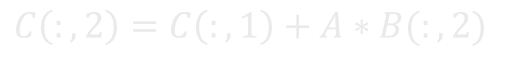 C(:,2) = C(:,1) + A * B(:,2)